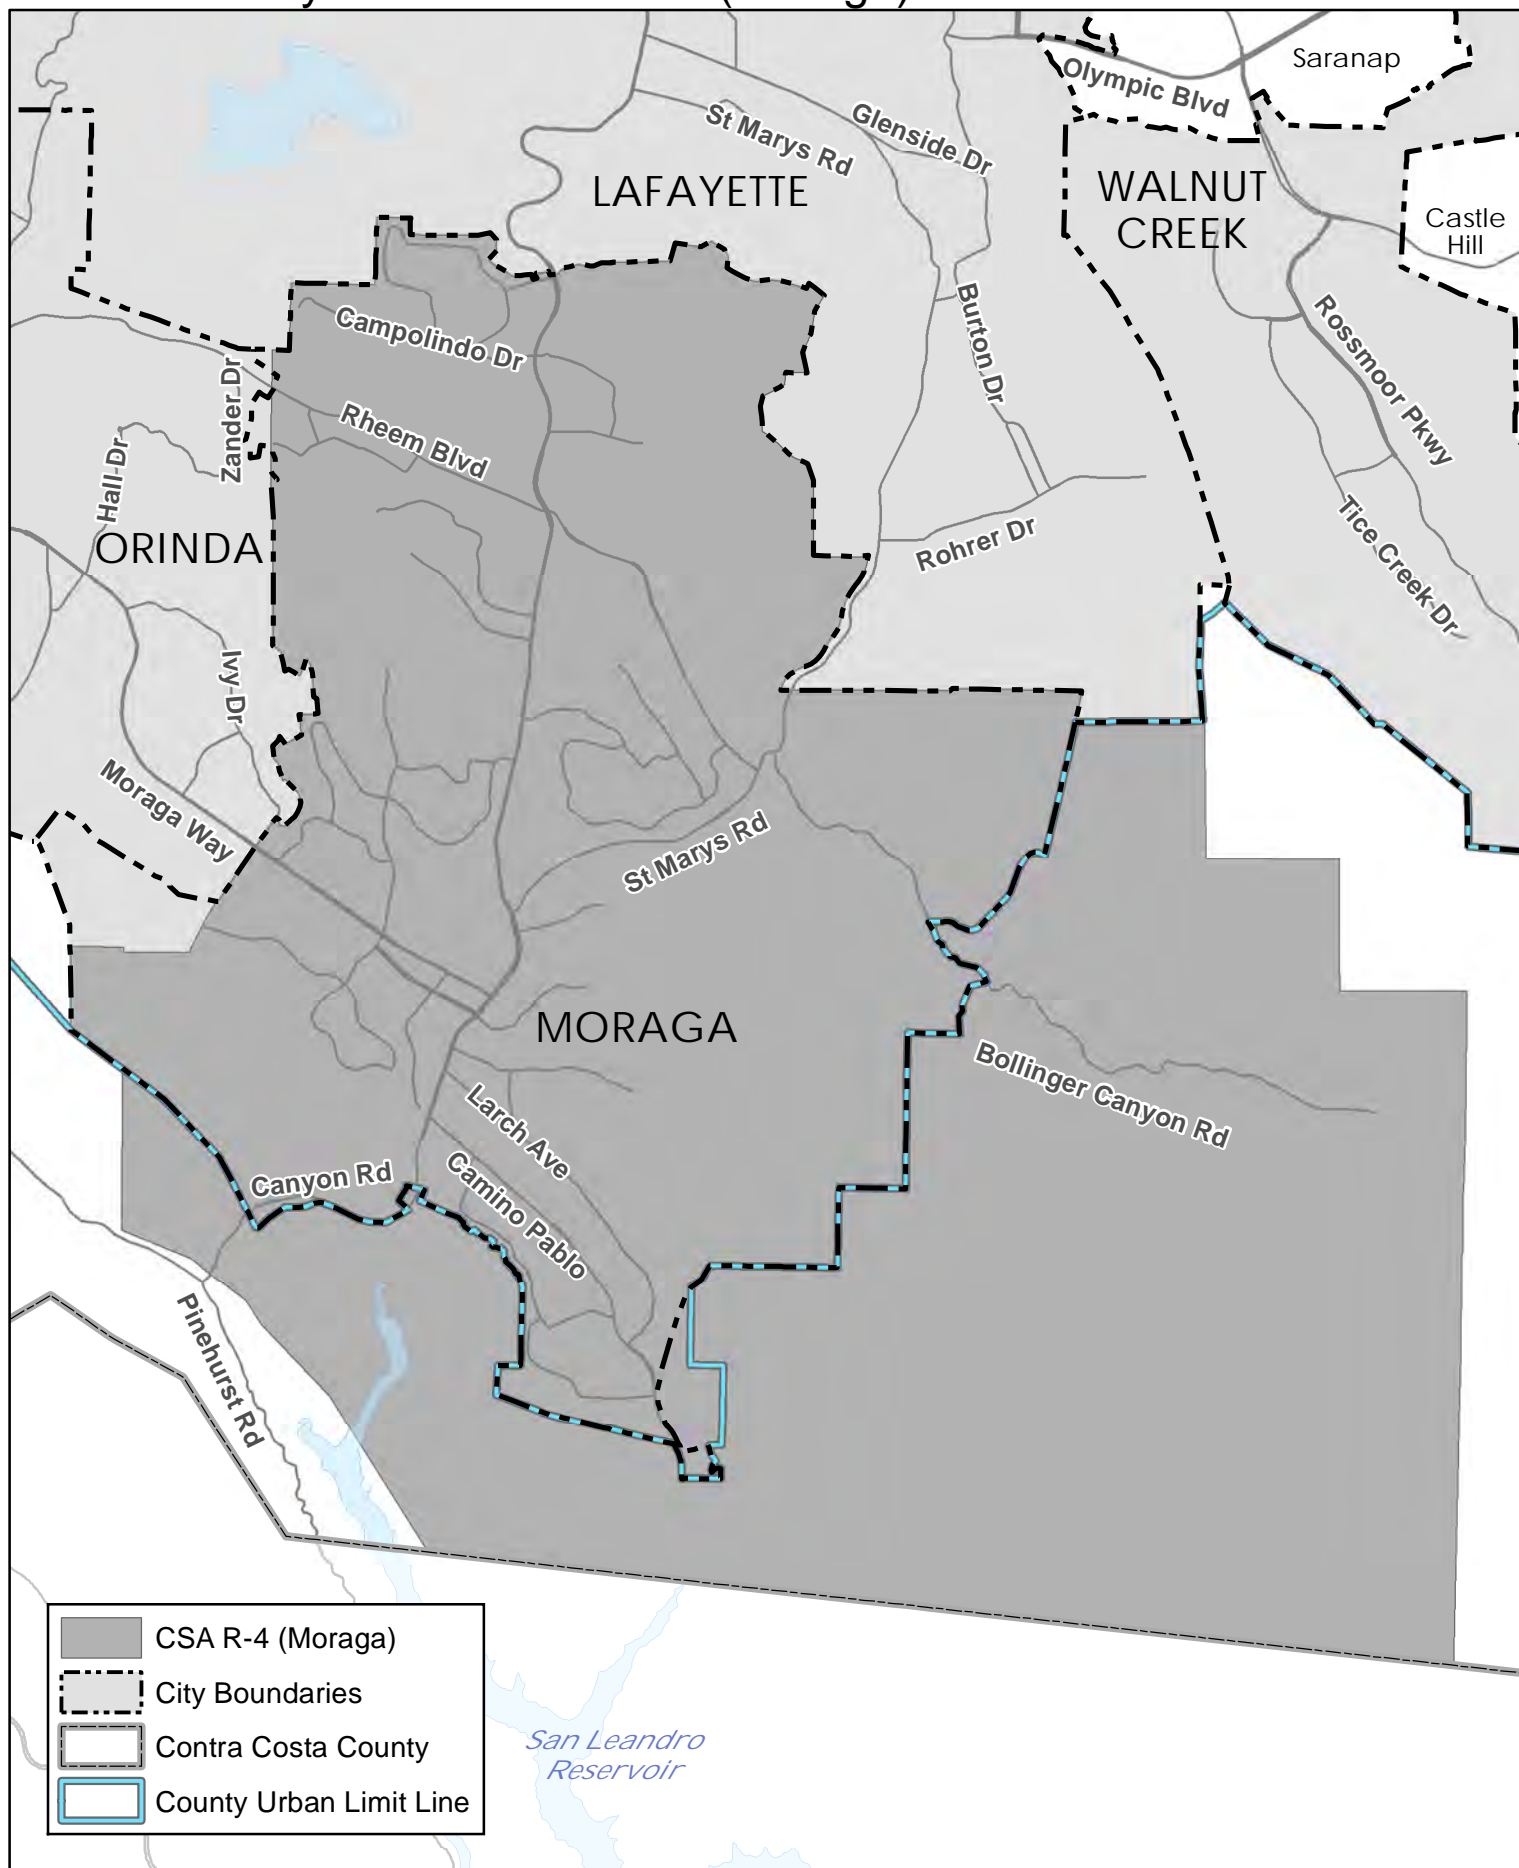 Saranap
Olympic Blvd
St Marys Rd
Glenside Dr
LAFAYETTE
WALNUT
CREEK
Castle
Hill
Campolindo Dr
Burton Dr
Rossmoor Pkwy
Zander Dr
Rheem Blvd
Hall Dr
ORINDA
Rohrer Dr
Tice Creek Dr
Ivy Dr
Moraga Way
St Marys Rd
MORAGA
Bollinger Canyon Rd
Larch Ave
Canyon Rd
Camino Pablo
Pinehurst Rd
CSA R-4 (Moraga)
City Boundaries
Contra Costa County
County Urban Limit Line
San Leandro
Reservoir